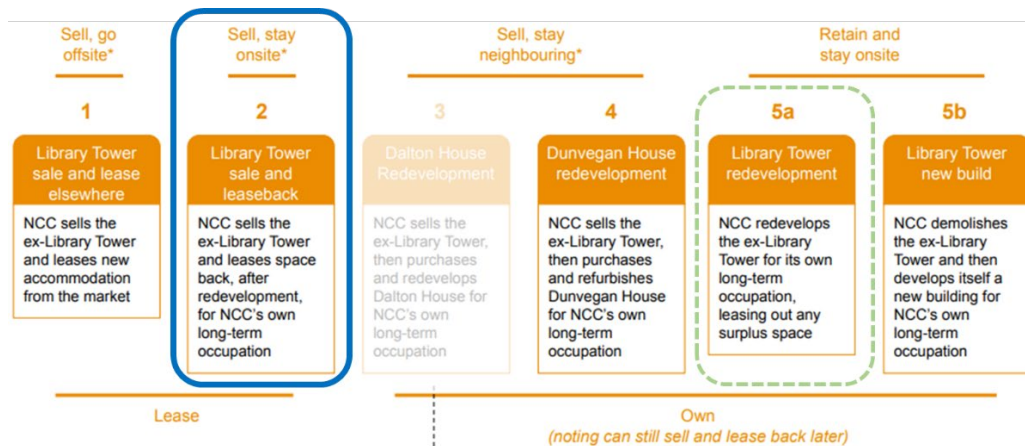 Sell, go
offsite*
Sell, stay
onsite*
Sell, stay
neighbouring*
Retain and
stay onsite
1
Library Tower
sale and lease
elsewhere
NCC sells the
ex-Library Tower
and leases new
accommodation
from the market
2
Library Tower
sale and
leaseback
NCC sells the
ex-Library Tower
and leases space
back, after
redevelopment,
for NCC's own
long-term
occupation
3
Dalton House
Redevelopment
NCC sells the
ex-Library Tower,
then purchases
and redevelops
Dalton House for
NCC's own
long-term
occupation
4
Dunvegan House
redevelopment
NCC sells the
ex-Library Tower,
then purchases
and refurbishes
Dunvegan House
for NCC's own
long-term
occupation
5a
Library Tower
redevelopment
NCC redevelops
the ex-Library
Tower for its own
long-term
occupation,
leasing out any
surplus space
5b
Library Tower
new build
NCC demolishes
the ex-Library
Tower and then
develops itself a
new building for
NCC's own
long-term
occupation
Lease
Own
(noting can still sell and lease back later)